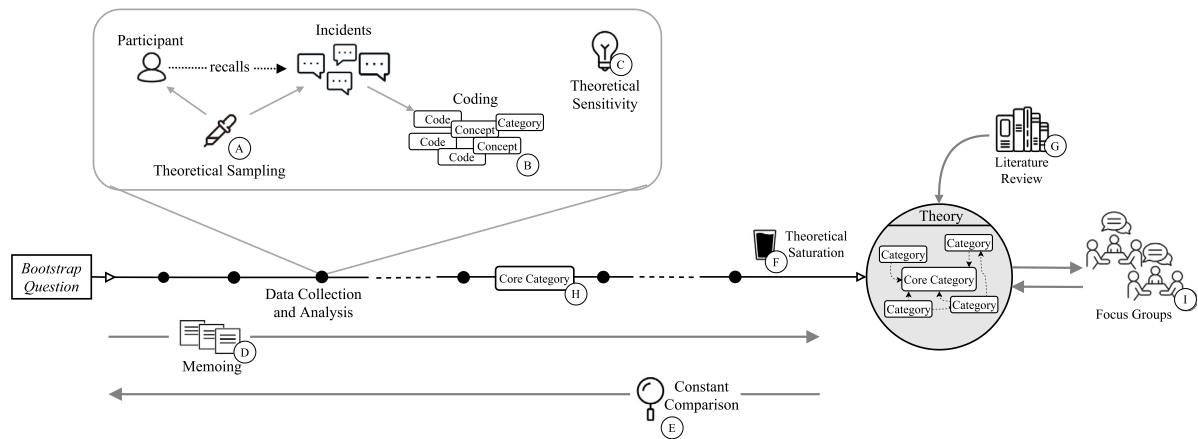 Participant
recalls
Incidents
A
Theoretical Sampling
Coding
Code
Category
Concept
Code
Concept
Code
B
C
Theoretical
Sensitivity
Bootstrap
Question
Data Collection
and Analysis
Core Category
H
Theoretical
Saturation
F
G
Literature
Review
Theory
Category
Category
Core Category
Category
Category
I
Focus Groups
D
Memoing
Constant
Comparison
E